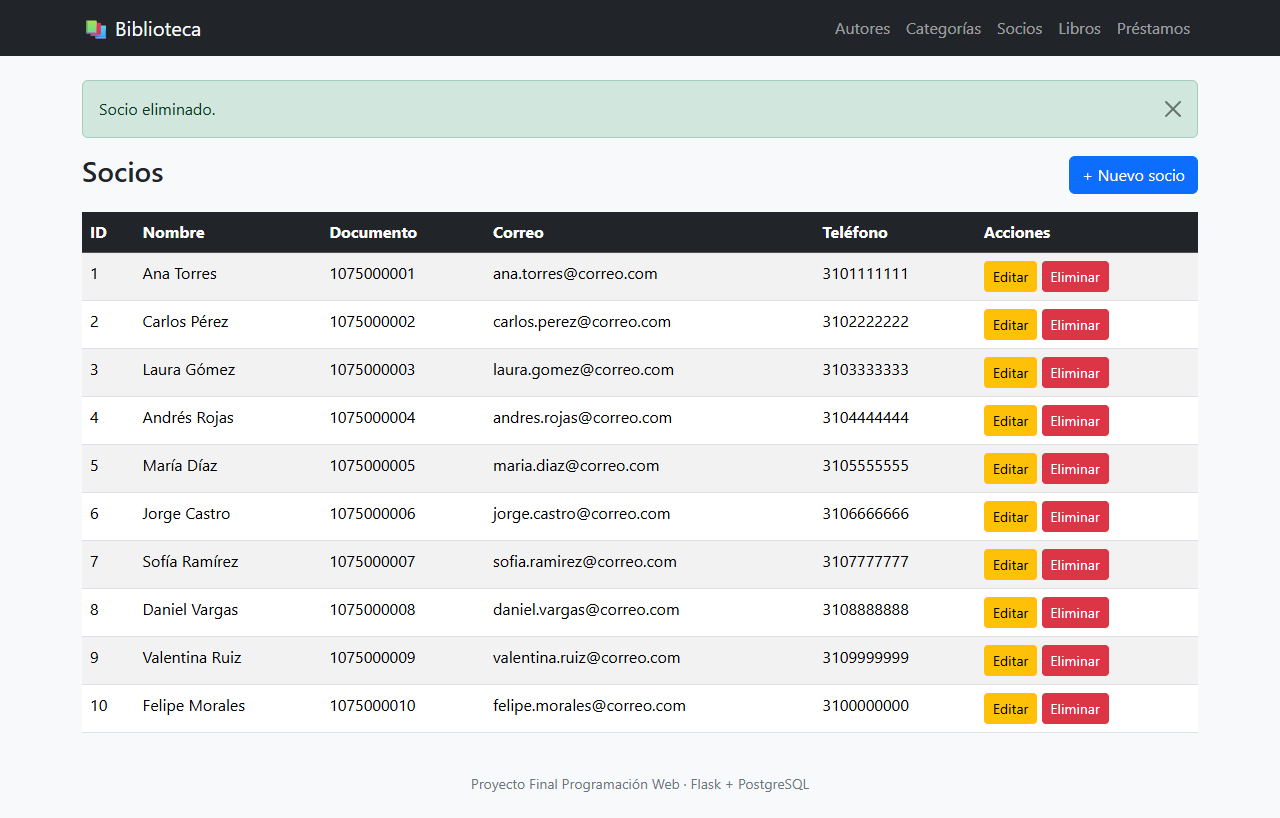 Biblioteca Autores Categorías Socios Libros Préstamos
Socio eliminado.
Socios + Nuevo socio
ID Nombre Documento Correo Teléfono Acciones
1 Ana Torres 1075000001 ana.torres@correo.com 3101111111 Editar Eliminar
2 Carlos Pérez 1075000002 carlos.perez@correo.com 3102222222 Editar Eliminar
3 Laura Gómez 1075000003 laura.gomez@correo.com 3103333333 Editar Eliminar
4 Andrés Rojas 1075000004 andres.rojas@correo.com 3104444444 Editar Eliminar
5 María Díaz 1075000005 maria.diaz@correo.com 3105555555 Editar Eliminar
6 Jorge Castro 1075000006 jorge.castro@correo.com 3106666666 Editar Eliminar
7 Sofía Ramírez 1075000007 sofia.ramirez@correo.com 3107777777 Editar Eliminar
8 Daniel Vargas 1075000008 daniel.vargas@correo.com 3108888888 Editar Eliminar
9 Valentina Ruiz 1075000009 valentina.ruiz@correo.com 3109999999 Editar Eliminar
10 Felipe Morales 1075000010 felipe.morales@correo.com 3100000000 Editar Eliminar
Proyecto Final Programación Web · Flask + PostgreSQL